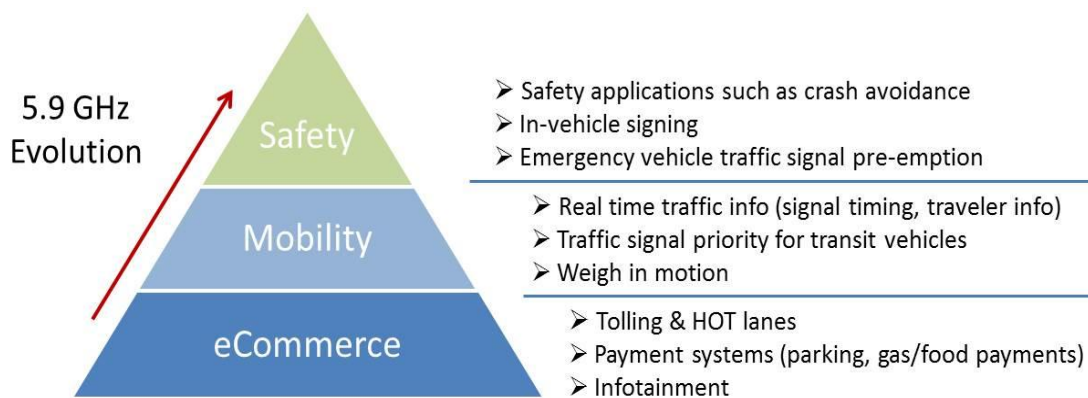 5.9 GHz
Evolution
Safety
➢ Safety applications such as crash avoidance
➢ In-vehicle signing
➢ Emergency vehicle traffic signal pre-emption
Mobility
➢ Real time traffic info (signal timing, traveler info)
➢ Traffic signal priority for transit vehicles
➢ Weigh in motion
eCommerce
➢ Tolling & HOT lanes
➢ Payment systems (parking, gas/food payments)
➢ Infotainment